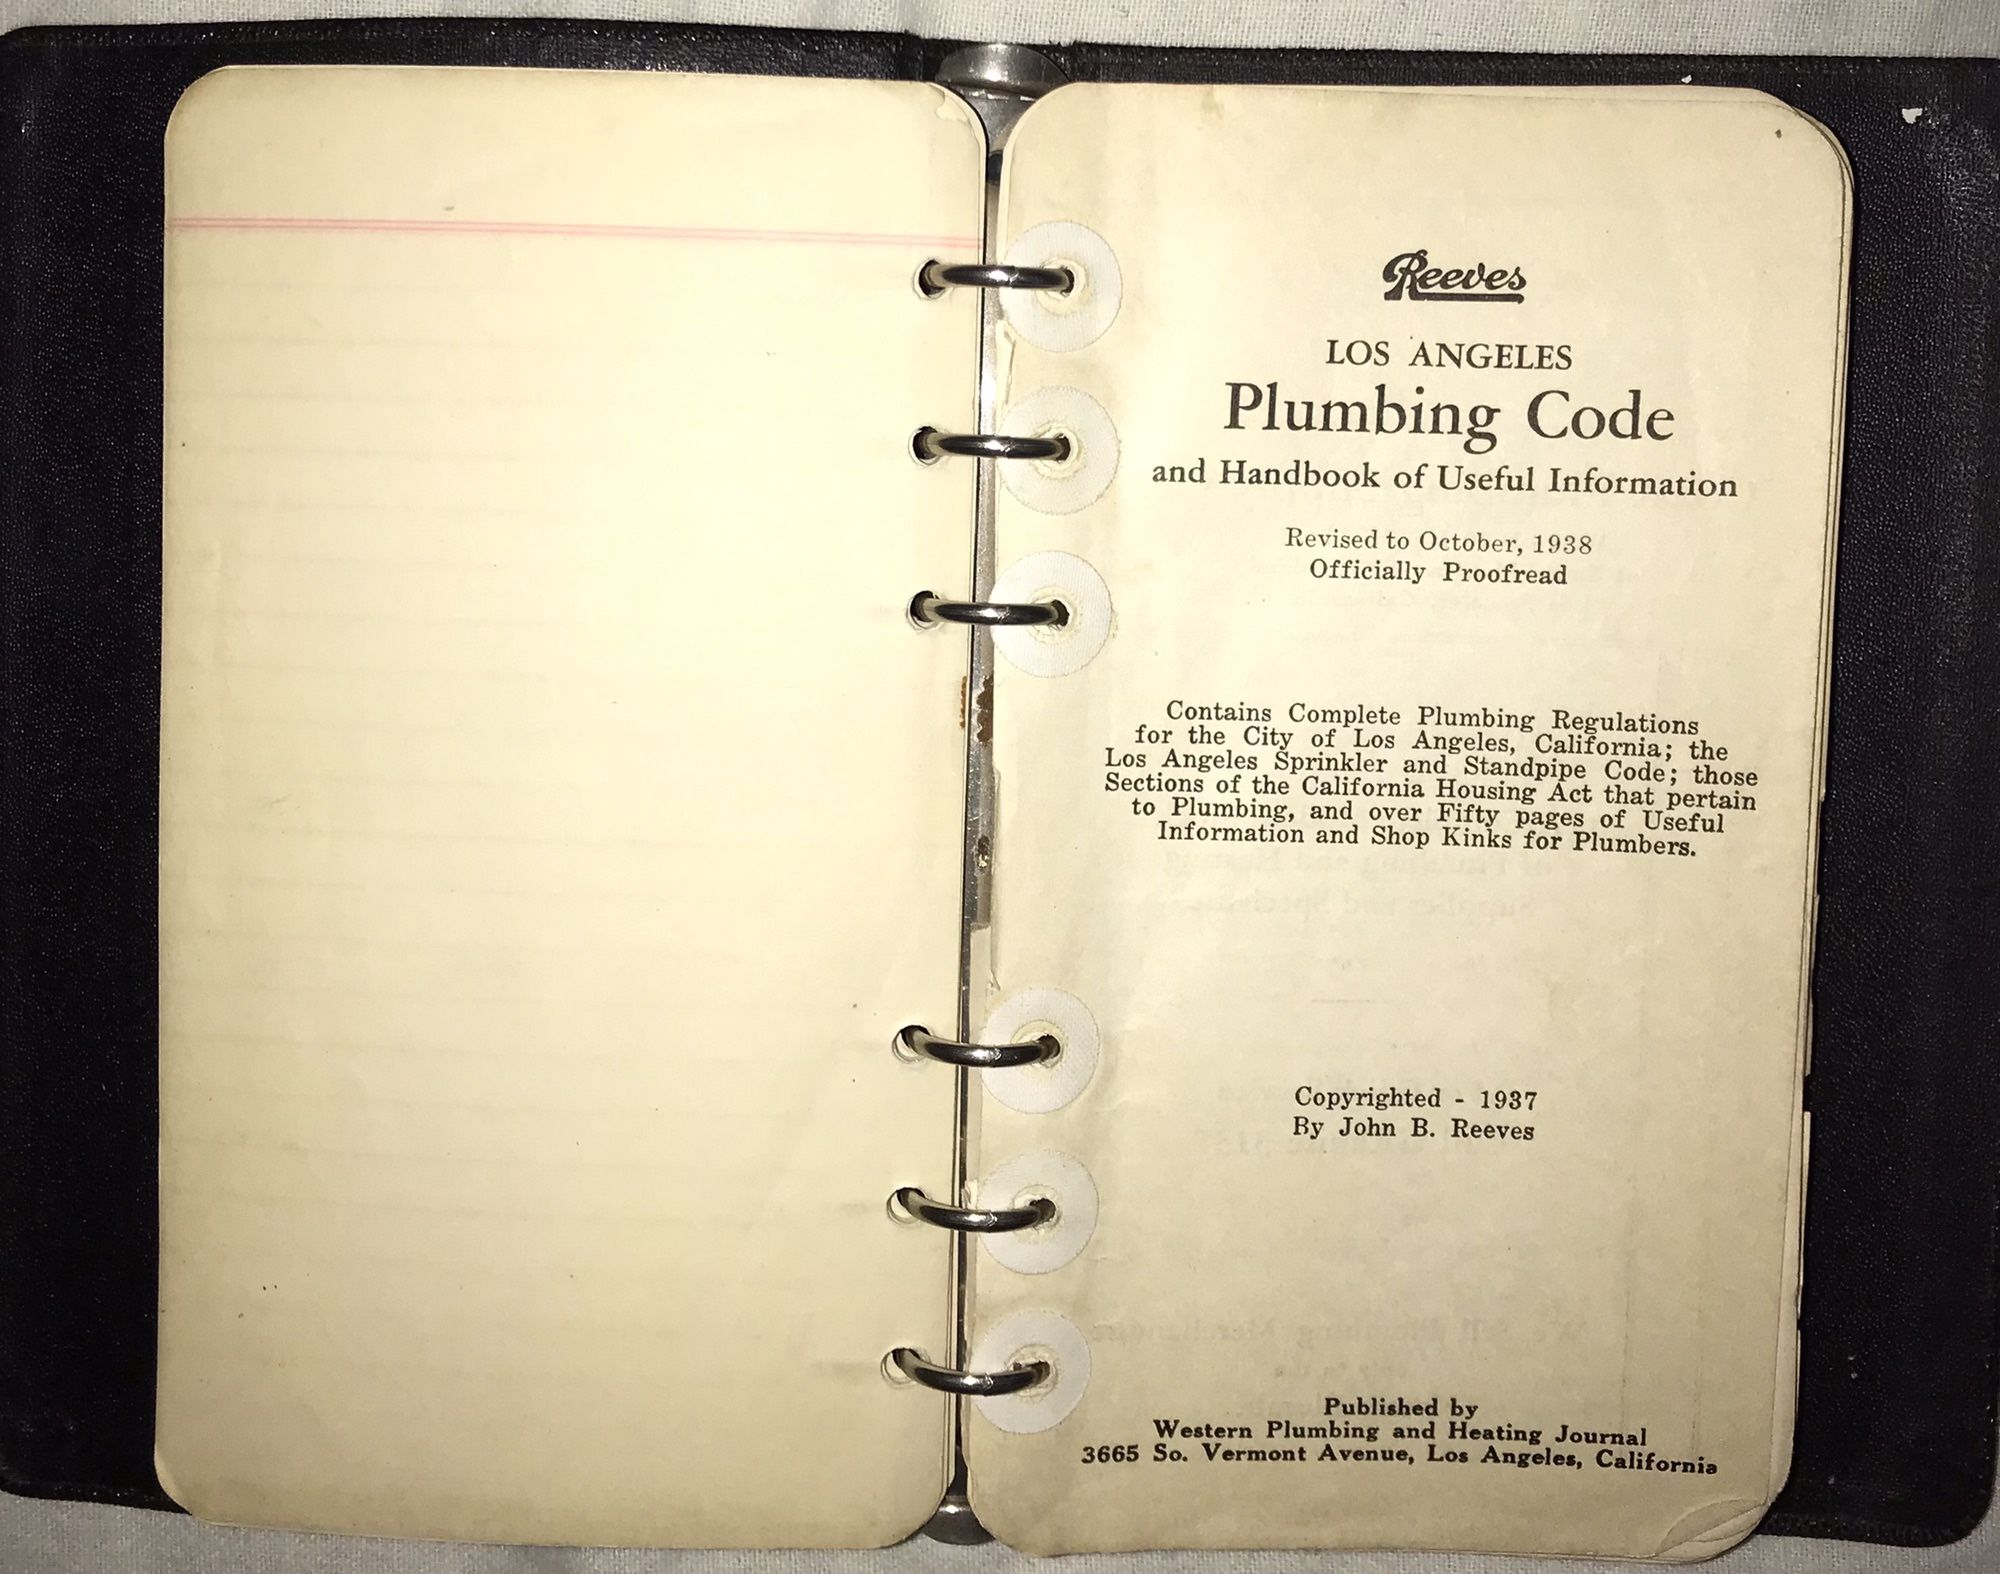 Reeves
LOS ANGELES
Plumbing Code
and Handbook of Useful Information
Revised to October, 1938
Officially Proofread
Contains Complete Plumbing Regulations
for the City of Los Angeles, California; the
Los Angeles Sprinkler and Standpipe Code; those
Sections of the California Housing Act that pertain
to Plumbing, and over Fifty pages of Useful
Information and Shop Kinks for Plumbers.
Copyrighted - 1937
By John B. Reeves
Published by
Western Plumbing and Heating Journal
3665 So. Vermont Avenue, Los Angeles, California